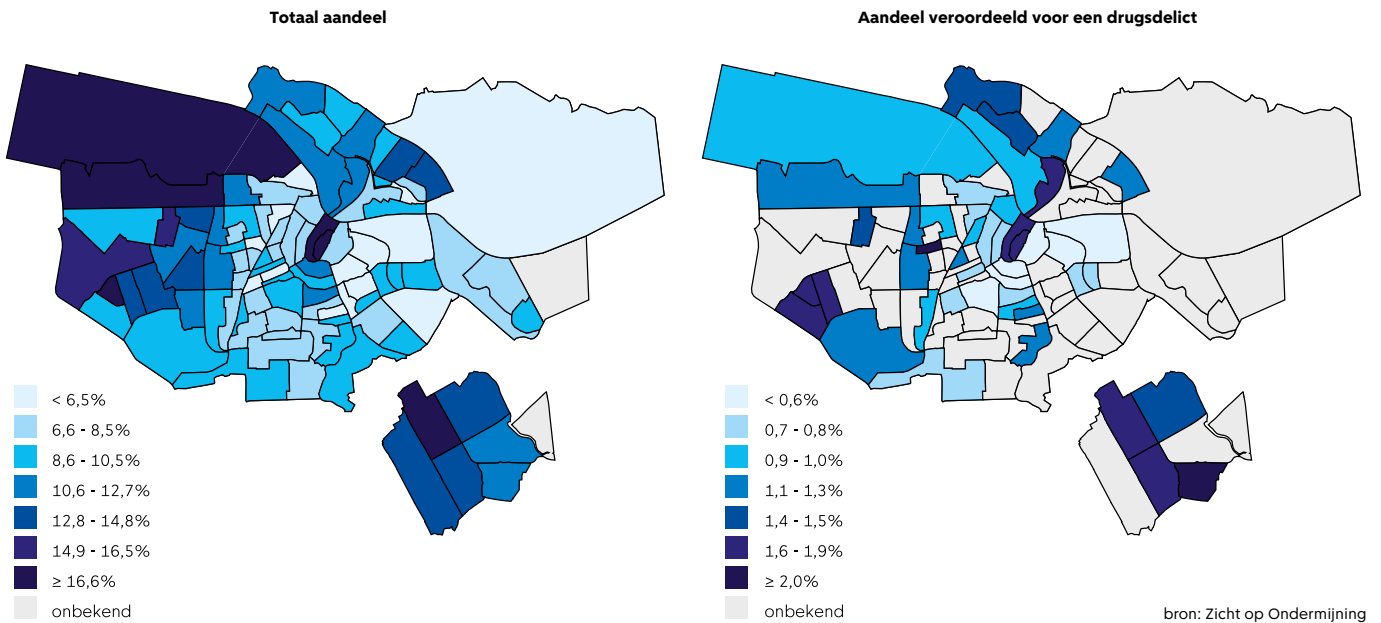 Totaal aandeel
Aandeel veroordeeld voor een drugsdelict
< 6,5%
6,6 - 8,5%
8,6 - 10,5%
10,6 - 12,7%
12,8 - 14,8%
14,9 - 16,5%
≥ 16,6%
onbekend
< 0,6%
0,7 - 0,8%
0,9 - 1,0%
1,1 - 1,3%
1,4 - 1,5%
1,6 - 1,9%
≥ 2,0%
onbekend
bron: Zicht op Ondermijning